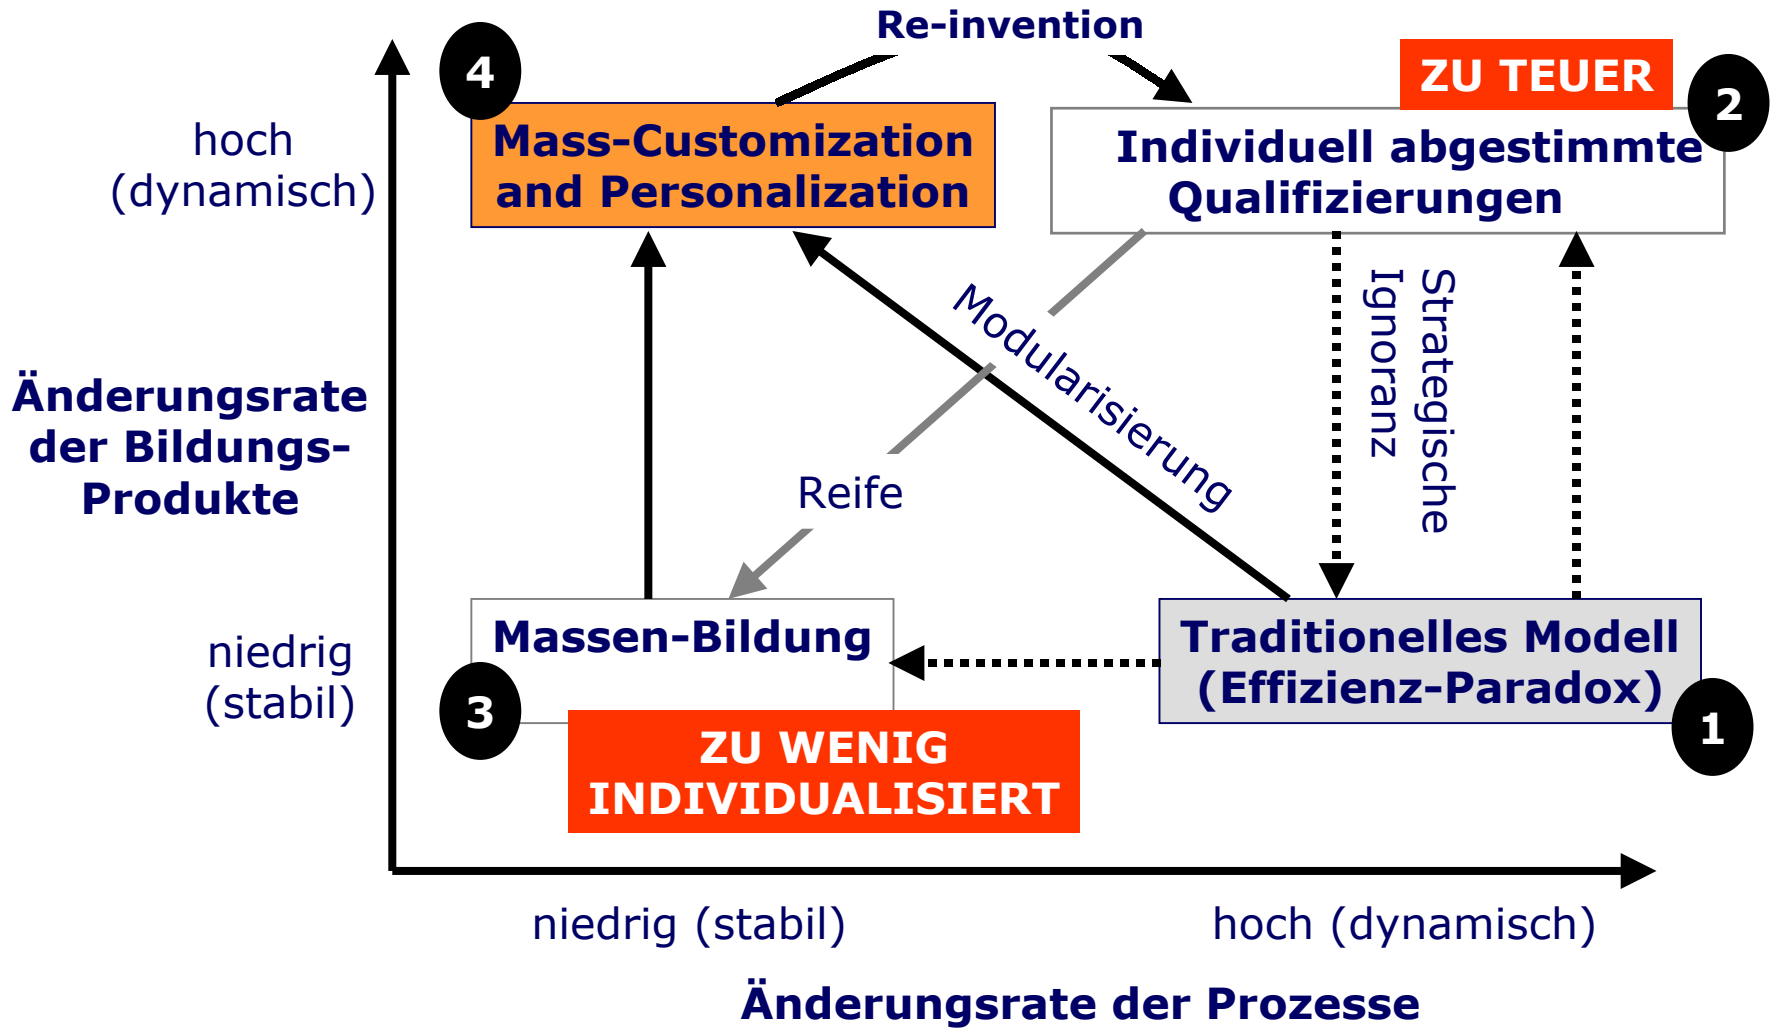 Re-invention
4
ZU TEUER
2
hoch
(dynamisch)
Mass-Customization
and Personalization
Individuell abgestimmte
Qualifizierungen
Modularisierung
Strategische
Ignoranz
Änderungsrate
der Bildungs-
Produkte
Reife
niedrig
(stabil)
Massen-Bildung
3
Traditionelles Modell
(Effizienz-Paradox)
1
ZU WENIG
INDIVIDUALISIERT
niedrig (stabil)
hoch (dynamisch)
Änderungsrate der Prozesse